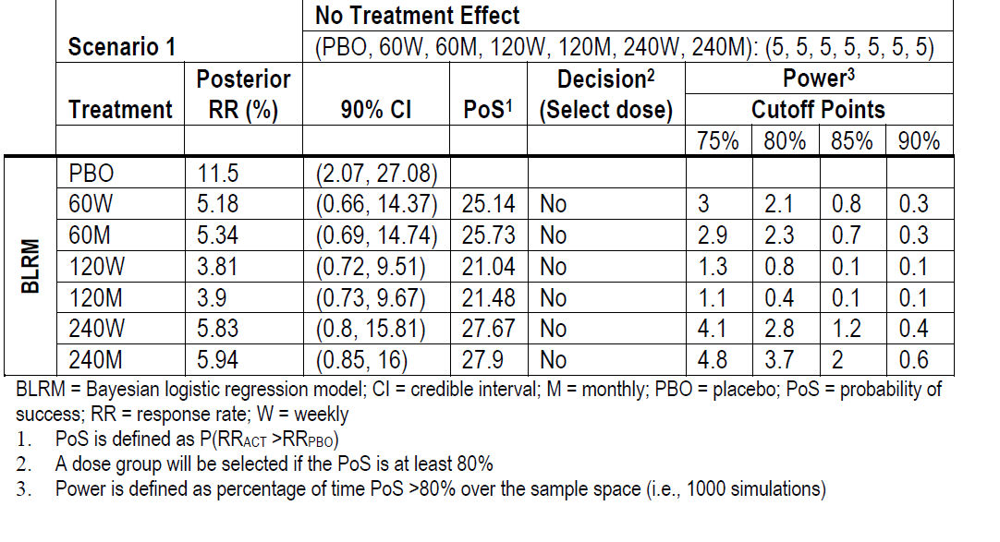 No Treatment Effect
Scenario 1 (PBO, 60W, 60M, 120W, 120M, 240W, 240M): (5, 5, 5, 5, 5, 5, 5)
Posterior Decision2 Power3
Treatment RR (%) 90% CI PoS1 (Select dose) Cutoff Points
75% 80% 85% 90%
BLRM
PBO 11.5 (2.07, 27.08)
60W 5.18 (0.66, 14.37) 25.14 No 3 2.1 0.8 0.3
60M 5.34 (0.69, 14.74) 25.73 No 2.9 2.3 0.7 0.3
120W 3.81 (0.72, 9.51) 21.04 No 1.3 0.8 0.1 0.1
120M 3.9 (0.73, 9.67) 21.48 No 1.1 0.4 0.1 0.1
240W 5.83 (0.8, 15.81) 27.67 No 4.1 2.8 1.2 0.4
240M 5.94 (0.85, 16) 27.9 No 4.8 3.7 2 0.6
BLRM = Bayesian logistic regression model; CI = credible interval; M = monthly; PBO = placebo; PoS = probability of
success; RR = response rate; W = weekly
1. PoS is defined as P(RRACT >RRPBO)
2. A dose group will be selected if the PoS is at least 80%
3. Power is defined as percentage of time PoS >80% over the sample space (i.e., 1000 simulations)